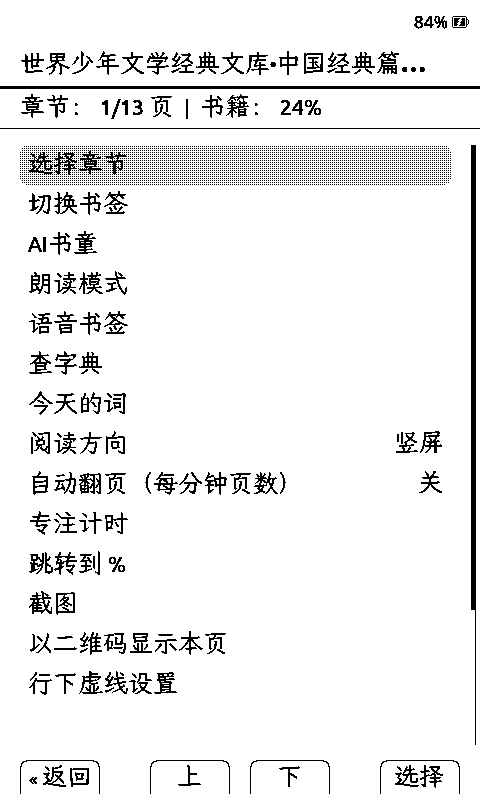 84%
世界少年文学经典文库·中国经典篇...
章节： 1/13 页 | 书籍： 24%
选择章节
切换书签
AI书童
朗读模式
语音书签
查字典
今天的词
阅读方向 竖屏
自动翻页（每分钟页数） 关
专注计时
跳转到 %
截图
以二维码显示本页
行下虚线设置
« 返回 上 下 选择